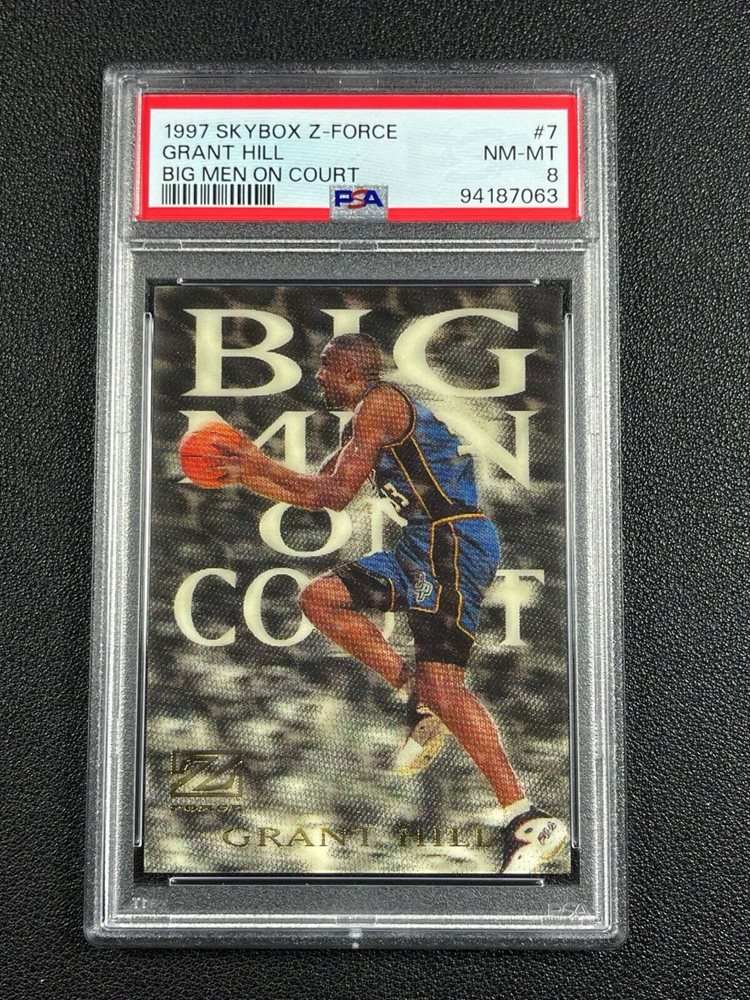 1997 SKYBOX Z-FORCE #7
GRANT HILL NM-MT
BIG MEN ON COURT 8
PSA 94187063
BIG
MEN
ON
COURT
Z
GRANT HILL
PSA